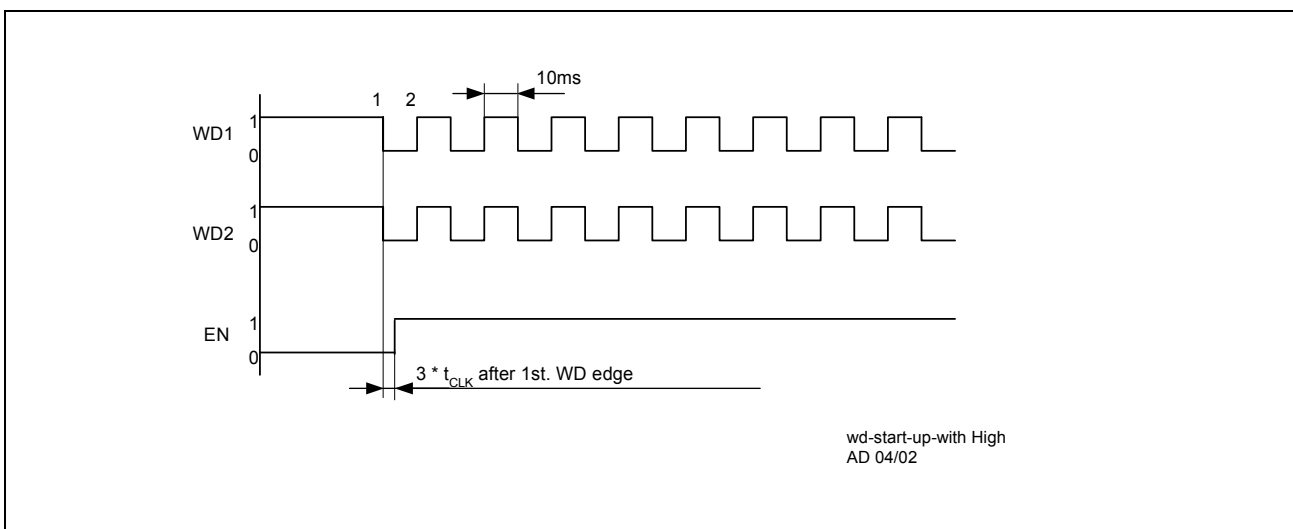 10ms
1 2
WD1 1
0
WD2 1
0
EN 1
0
3 * tCLK after 1st. WD edge
wd-start-up-with High
AD 04/02